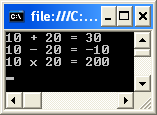 file:///C:...
10 + 20 = 30
10 - 20 = -10
10 x 20 = 200